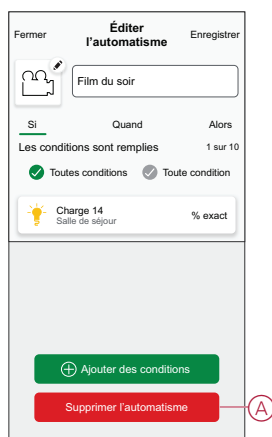 Fermer
Éditer
l'automatisme
Enregistrer
Film du soir
Si
Quand
Alors
Les conditions sont remplies
1 sur 10
Toutes conditions
Toute condition
Charge 14
Salle de séjour
% exact
Ajouter des conditions
Supprimer l'automatisme
A